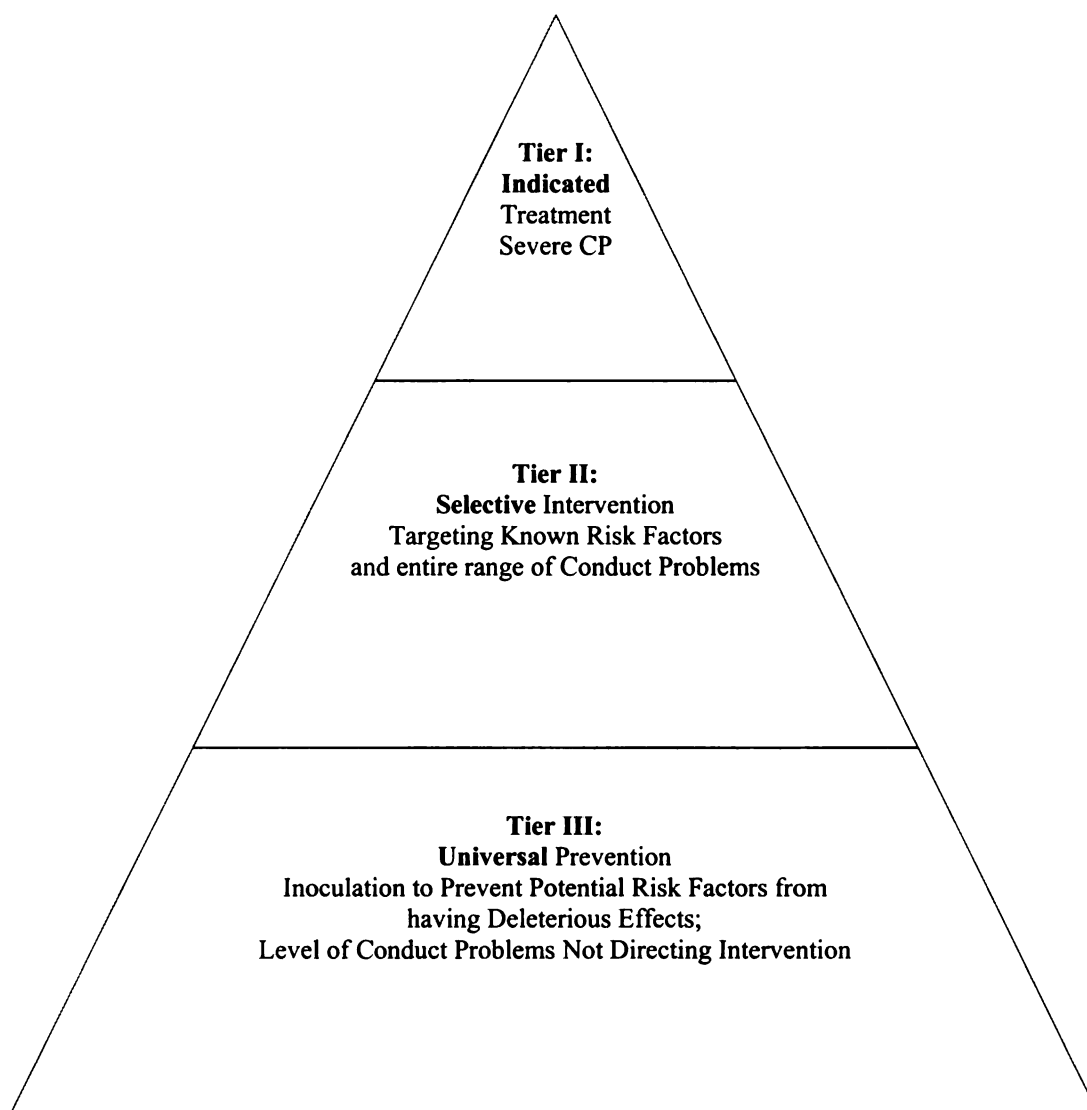 Tier I:
Indicated
Treatment
Severe CP
Tier II:
Selective Intervention
Targeting Known Risk Factors
and entire range of Conduct Problems
Tier III:
Universal Prevention
Inoculation to Prevent Potential Risk Factors from
having Deleterious Effects;
Level of Conduct Problems Not Directing Intervention